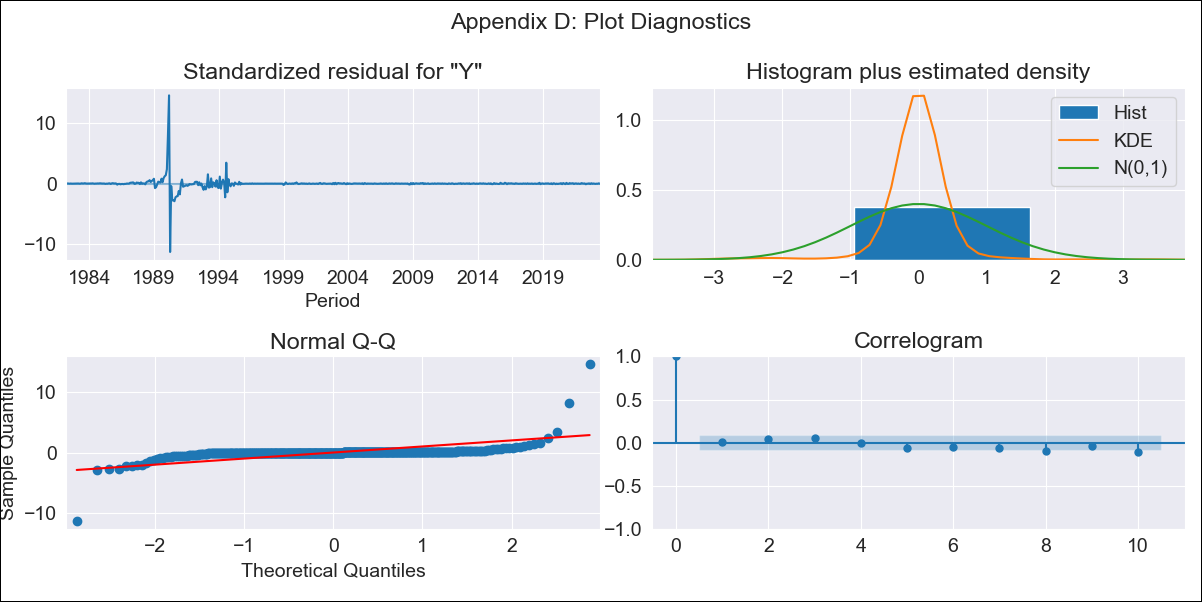 Appendix D: Plot Diagnostics
Standardized residual for "Y"
10
0
−10
1984 1989 1994 1999 2004 2009 2014 2019
Period
Histogram plus estimated density
1.0
0.5
0.0
Hist
KDE
N(0,1)
−3 −2 −1 0 1 2 3
Normal Q-Q
Sample Quantiles
10
0
−10
−2 −1 0 1 2
Theoretical Quantiles
Correlogram
1.0
0.5
0.0
−0.5
−1.0
0 2 4 6 8 10